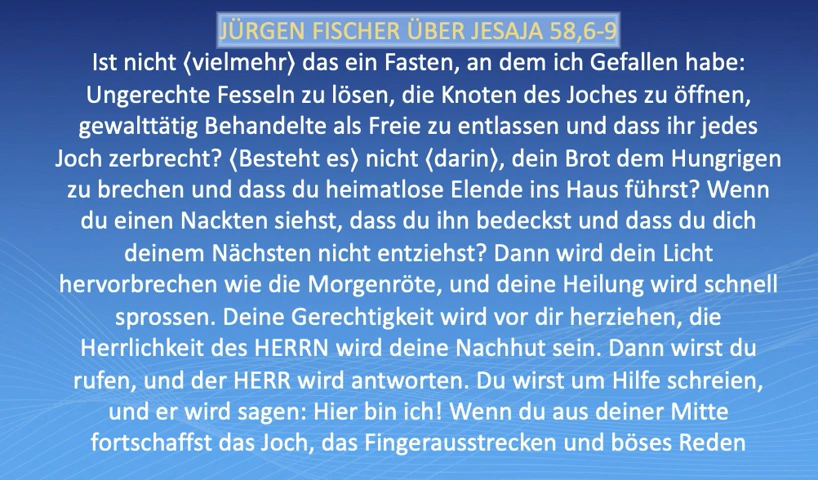 JÜRGEN FISCHER ÜBER JESAJA 58,6-9
Ist nicht ⟨vielmehr⟩ das ein Fasten, an dem ich Gefallen habe:
Ungerechte Fesseln zu lösen, die Knoten des Joches zu öffnen,
gewalttätig Behandelte als Freie zu entlassen und dass ihr jedes
Joch zerbrecht? ⟨Besteht es⟩ nicht ⟨darin⟩, dein Brot dem Hungrigen
zu brechen und dass du heimatlose Elende ins Haus führst? Wenn
du einen Nackten siehst, dass du ihn bedeckst und dass du dich
deinem Nächsten nicht entziehst? Dann wird dein Licht
hervorbrechen wie die Morgenröte, und deine Heilung wird schnell
sprossen. Deine Gerechtigkeit wird vor dir herziehen, die
Herrlichkeit des HERRN wird deine Nachhut sein. Dann wirst du
rufen, und der HERR wird antworten. Du wirst um Hilfe schreien,
und er wird sagen: Hier bin ich! Wenn du aus deiner Mitte
fortschaffst das Joch, das Fingerausstrecken und böses Reden